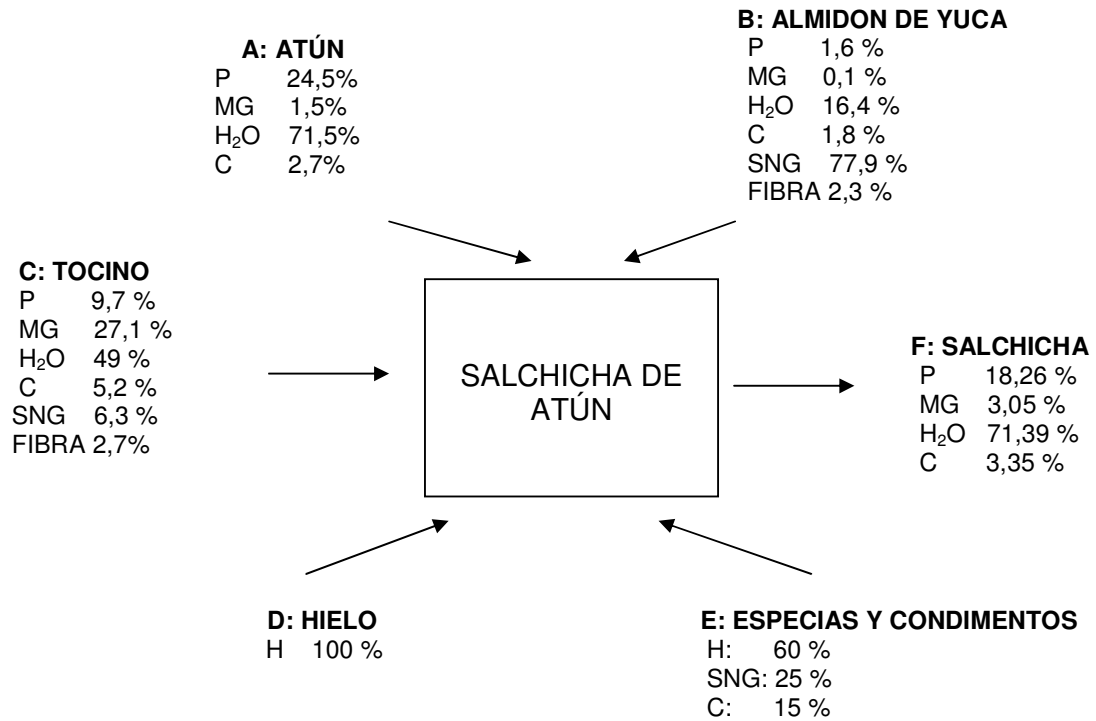 A: ATÚN
P 24,5%
MG 1,5%
H₂O 71,5%
C 2,7%
B: ALMIDON DE YUCA
P 1,6 %
MG 0,1 %
H₂O 16,4 %
C 1,8 %
SNG 77,9 %
FIBRA 2,3 %
C: TOCINO
P 9,7 %
MG 27,1 %
H₂O 49 %
C 5,2 %
SNG 6,3 %
FIBRA 2,7%
SALCHICHA DE
ATÚN
F: SALCHICHA
P 18,26 %
MG 3,05 %
H₂O 71,39 %
C 3,35 %
D: HIELO
H 100 %
E: ESPECIAS Y CONDIMENTOS
H: 60 %
SNG: 25 %
C: 15 %